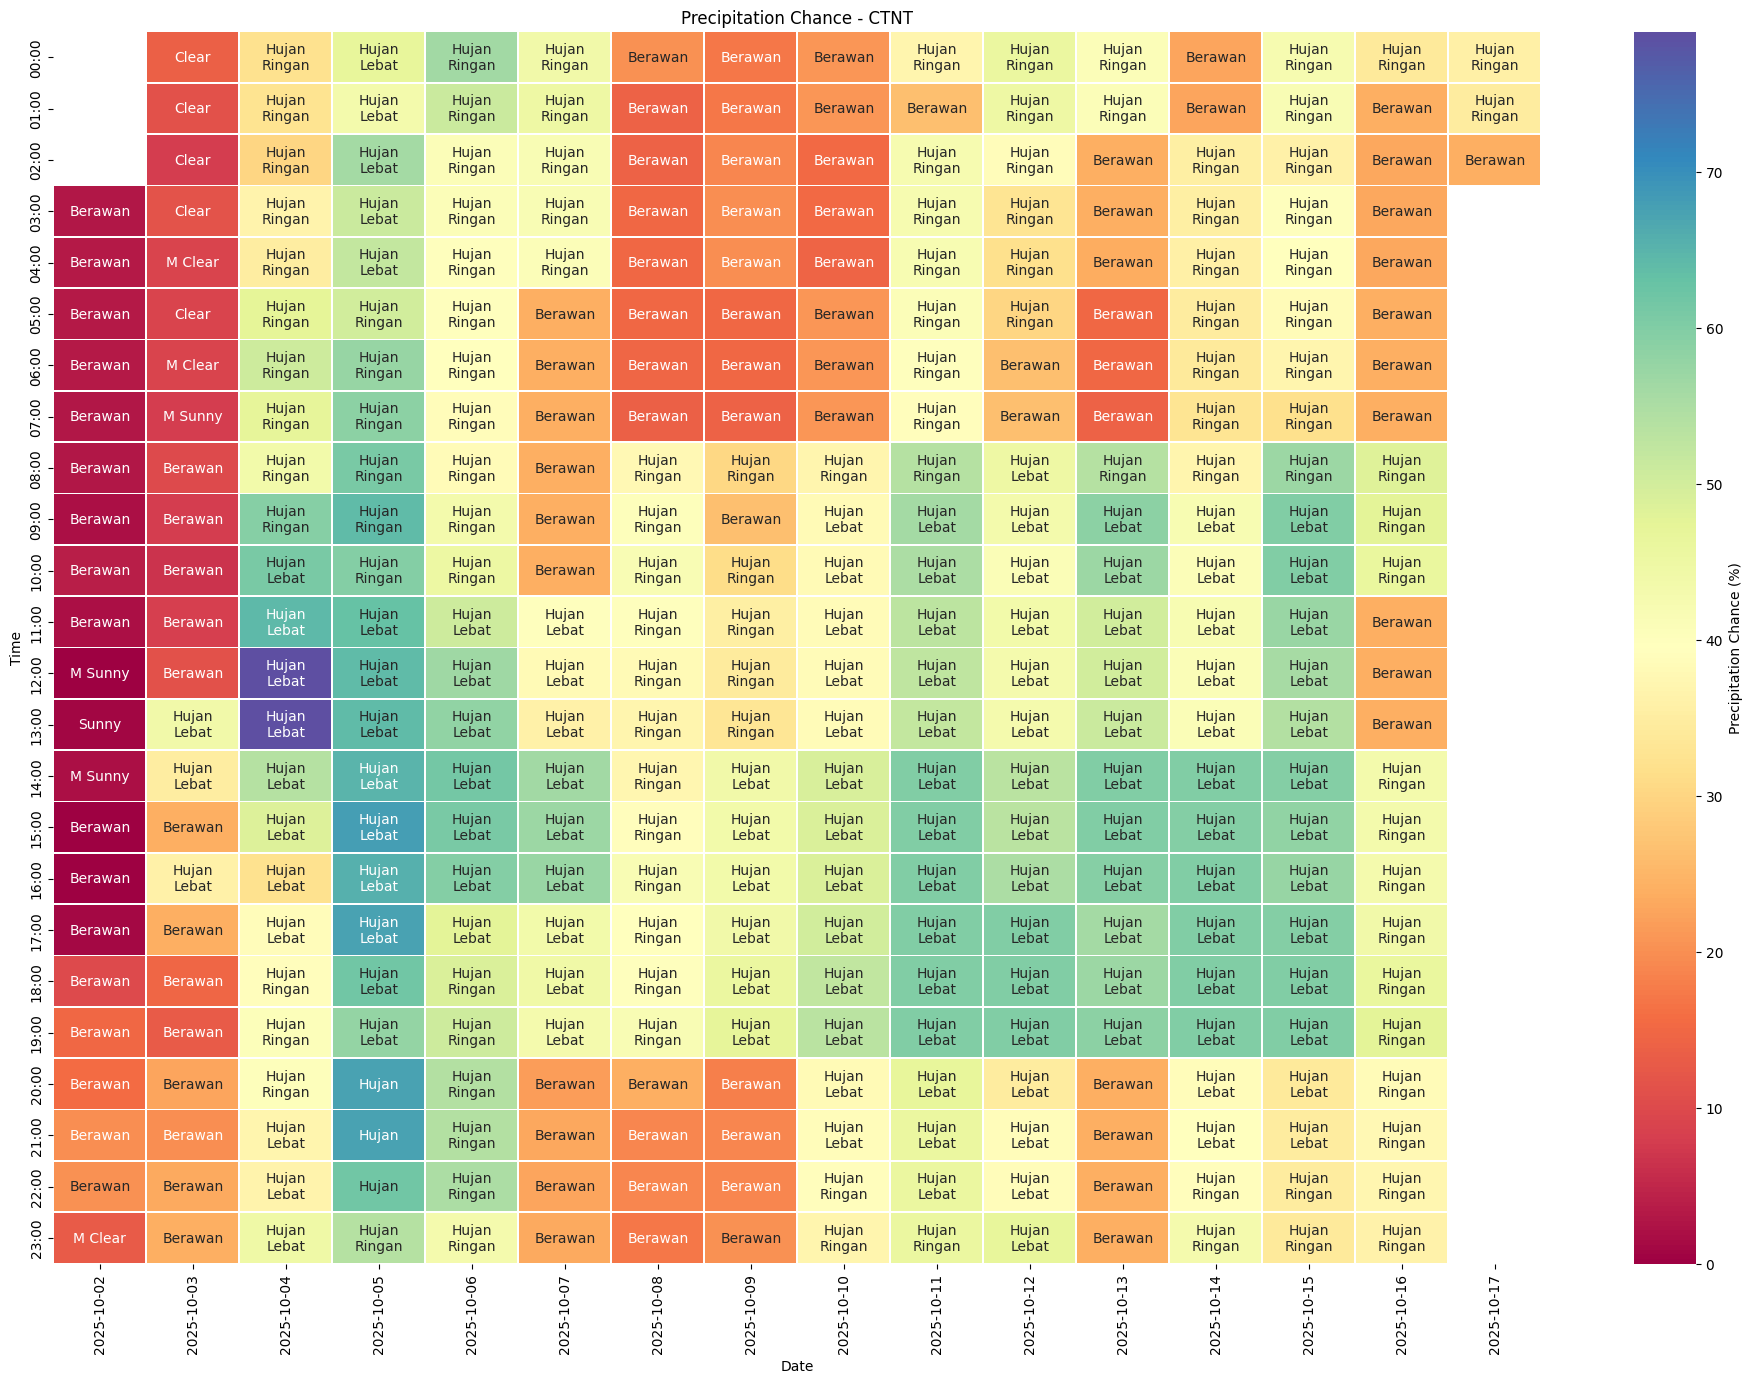 Precipitation Chance - CTNT
00:00 Clear Hujan Ringan Hujan Lebat Hujan Ringan Hujan Ringan Berawan Berawan Berawan Hujan Ringan Hujan Ringan Hujan Ringan Berawan Hujan Ringan Hujan Ringan Hujan Ringan
01:00 Clear Hujan Ringan Hujan Lebat Hujan Ringan Hujan Ringan Berawan Berawan Berawan Berawan Hujan Ringan Hujan Ringan Berawan Hujan Ringan Berawan Hujan Ringan
02:00 Clear Hujan Ringan Hujan Lebat Hujan Ringan Hujan Ringan Berawan Berawan Berawan Hujan Ringan Hujan Ringan Berawan Hujan Ringan Hujan Ringan Berawan Berawan
03:00 Berawan Clear Hujan Ringan Hujan Lebat Hujan Ringan Hujan Ringan Berawan Berawan Berawan Hujan Ringan Hujan Ringan Berawan Hujan Ringan Hujan Ringan Berawan
04:00 Berawan M Clear Hujan Ringan Hujan Lebat Hujan Ringan Hujan Ringan Berawan Berawan Berawan Hujan Ringan Hujan Ringan Berawan Hujan Ringan Hujan Ringan Berawan
05:00 Berawan Clear Hujan Ringan Hujan Ringan Hujan Ringan Berawan Berawan Berawan Berawan Hujan Ringan Hujan Ringan Berawan Hujan Ringan Hujan Ringan Berawan
06:00 Berawan M Clear Hujan Ringan Hujan Ringan Hujan Ringan Berawan Berawan Berawan Berawan Hujan Ringan Berawan Berawan Hujan Ringan Hujan Ringan Berawan
07:00 Berawan M Sunny Hujan Ringan Hujan Ringan Hujan Ringan Berawan Berawan Berawan Berawan Hujan Ringan Berawan Berawan Hujan Ringan Hujan Ringan Berawan
08:00 Berawan Berawan Hujan Ringan Hujan Ringan Hujan Ringan Berawan Hujan Ringan Hujan Ringan Hujan Ringan Hujan Ringan Hujan Lebat Hujan Ringan Hujan Ringan Hujan Ringan Hujan Ringan
09:00 Berawan Berawan Hujan Ringan Hujan Ringan Hujan Ringan Berawan Hujan Ringan Berawan Hujan Lebat Hujan Lebat Hujan Lebat Hujan Lebat Hujan Lebat Hujan Lebat Hujan Ringan
10:00 Berawan Berawan Hujan Lebat Hujan Ringan Hujan Ringan Berawan Hujan Ringan Hujan Ringan Hujan Lebat Hujan Lebat Hujan Lebat Hujan Lebat Hujan Lebat Hujan Lebat Hujan Ringan
11:00 Berawan Berawan Hujan Lebat Hujan Lebat Hujan Lebat Hujan Lebat Hujan Ringan Hujan Ringan Hujan Lebat Hujan Lebat Hujan Lebat Hujan Lebat Hujan Lebat Hujan Lebat Berawan
12:00 M Sunny Berawan Hujan Lebat Hujan Lebat Hujan Lebat Hujan Lebat Hujan Ringan Hujan Ringan Hujan Lebat Hujan Lebat Hujan Lebat Hujan Lebat Hujan Lebat Hujan Lebat Berawan
13:00 Sunny Hujan Lebat Hujan Lebat Hujan Lebat Hujan Lebat Hujan Lebat Hujan Ringan Hujan Ringan Hujan Lebat Hujan Lebat Hujan Lebat Hujan Lebat Hujan Lebat Hujan Lebat Berawan
14:00 M Sunny Hujan Lebat Hujan Lebat Hujan Lebat Hujan Lebat Hujan Lebat Hujan Ringan Hujan Lebat Hujan Lebat Hujan Lebat Hujan Lebat Hujan Lebat Hujan Lebat Hujan Lebat Hujan Ringan
15:00 Berawan Berawan Hujan Lebat Hujan Lebat Hujan Lebat Hujan Lebat Hujan Ringan Hujan Lebat Hujan Lebat Hujan Lebat Hujan Lebat Hujan Lebat Hujan Lebat Hujan Lebat Hujan Ringan
16:00 Berawan Hujan Lebat Hujan Lebat Hujan Lebat Hujan Lebat Hujan Lebat Hujan Ringan Hujan Lebat Hujan Lebat Hujan Lebat Hujan Lebat Hujan Lebat Hujan Lebat Hujan Lebat Hujan Ringan
17:00 Berawan Berawan Hujan Lebat Hujan Lebat Hujan Lebat Hujan Lebat Hujan Ringan Hujan Lebat Hujan Lebat Hujan Lebat Hujan Lebat Hujan Lebat Hujan Lebat Hujan Lebat Hujan Ringan
18:00 Berawan Berawan Hujan Ringan Hujan Lebat Hujan Ringan Hujan Lebat Hujan Ringan Hujan Lebat Hujan Lebat Hujan Lebat Hujan Lebat Hujan Lebat Hujan Lebat Hujan Lebat Hujan Ringan
19:00 Berawan Berawan Hujan Ringan Hujan Lebat Hujan Ringan Hujan Lebat Hujan Ringan Hujan Lebat Hujan Lebat Hujan Lebat Hujan Lebat Hujan Lebat Hujan Lebat Hujan Lebat Hujan Ringan
20:00 Berawan Berawan Hujan Ringan Hujan Hujan Ringan Berawan Berawan Berawan Hujan Lebat Hujan Lebat Hujan Lebat Berawan Hujan Lebat Hujan Lebat Hujan Ringan
21:00 Berawan Berawan Hujan Lebat Hujan Hujan Ringan Berawan Berawan Berawan Hujan Lebat Hujan Lebat Hujan Lebat Berawan Hujan Lebat Hujan Lebat Hujan Ringan
22:00 Berawan Berawan Hujan Lebat Hujan Hujan Ringan Berawan Berawan Berawan Hujan Ringan Hujan Lebat Hujan Lebat Berawan Hujan Ringan Hujan Ringan Hujan Ringan
23:00 M Clear Berawan Hujan Lebat Hujan Ringan Hujan Ringan Berawan Berawan Berawan Hujan Ringan Hujan Ringan Hujan Lebat Berawan Hujan Ringan Hujan Ringan Hujan Ringan
Time
2025-10-02 2025-10-03 2025-10-04 2025-10-05 2025-10-06 2025-10-07 2025-10-08 2025-10-09 2025-10-10 2025-10-11 2025-10-12 2025-10-13 2025-10-14 2025-10-15 2025-10-16 2025-10-17
Date
70
60
50
40
30
20
10
0
Precipitation Chance (%)